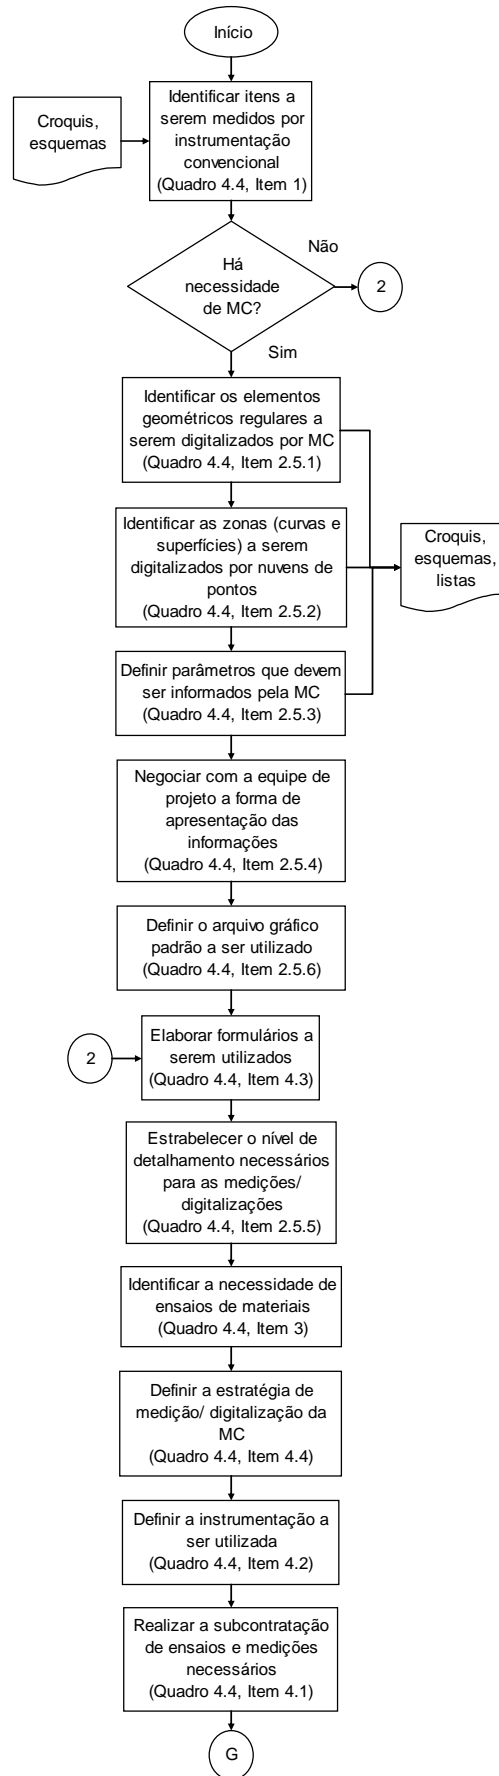 Início
Croquis,
esquemas
Identificar itens a
serem medidos por
instrumentação
convencional
(Quadro 4.4, Item 1)
Não
Há
necessidade
de MC?
2
Sim
Identificar os elementos
geométricos regulares a
serem digitalizados por MC
(Quadro 4.4, Item 2.5.1)
Identificar as zonas (curvas e
superfícies) a serem
digitalizados por nuvens de
pontos
(Quadro 4.4, Item 2.5.2)
Croquis,
esquemas,
listas
Definir parâmetros que devem
ser informados pela MC
(Quadro 4.4, Item 2.5.3)
Negociar com a equipe de
projeto a forma de
apresentação das
informações
(Quadro 4.4, Item 2.5.4)
Definir o arquivo gráfico
padrão a ser utilizado
(Quadro 4.4, Item 2.5.6)
2
Elaborar formulários a
serem utilizados
(Quadro 4.4, Item 4.3)
Estrabelecer o nível de
detalhamento necessários
para as medições/
digitalizações
(Quadro 4.4, Item 2.5.5)
Identificar a necessidade de
ensaios de materiais
(Quadro 4.4, Item 3)
Definir a estratégia de
medição/ digitalização da
MC
(Quadro 4.4, Item 4.4)
Definir a instrumentação a
ser utilizada
(Quadro 4.4, Item 4.2)
Realizar a subcontratação
de ensaios e medições
necessários
(Quadro 4.4, Item 4.1)
G